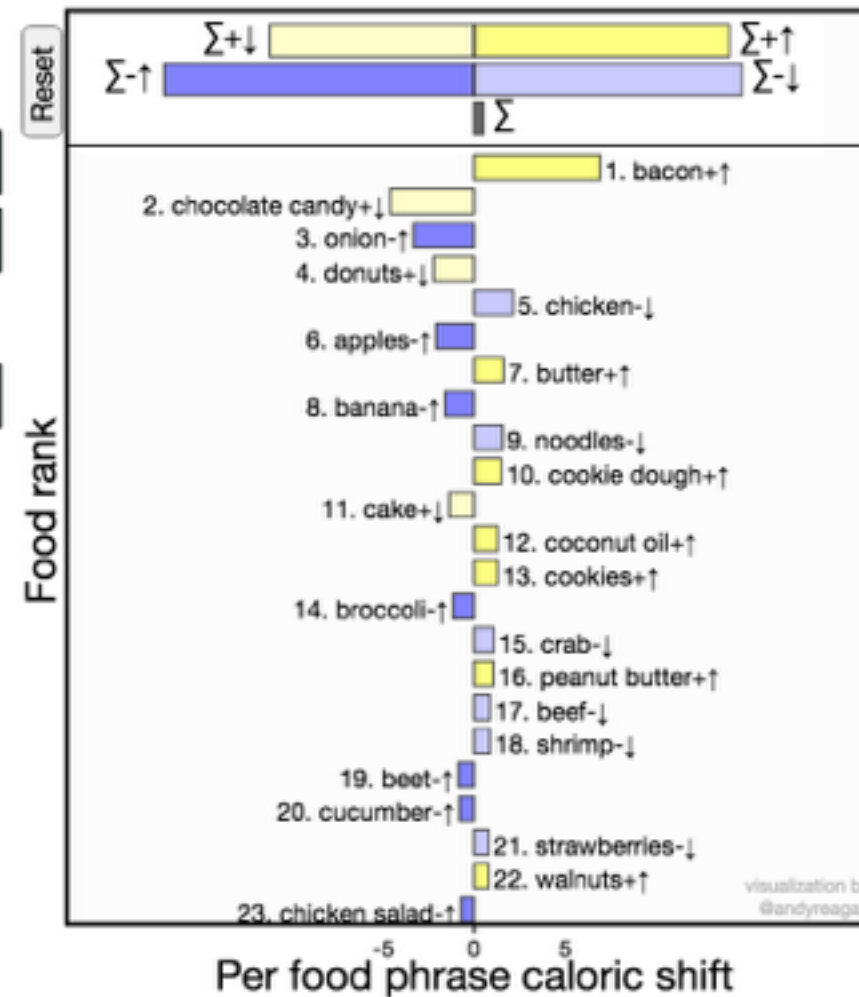 Reset
∑+↓
∑+↑
∑-↑
∑-↓
∑
1. bacon+↑
2. chocolate candy+↓
3. onion-↑
4. donuts+↓
5. chicken-↓
6. apples-↑
7. butter+↑
8. banana-↑
9. noodles-↓
10. cookie dough+↑
11. cake+↓
12. coconut oil+↑
13. cookies+↑
14. broccoli-↑
15. crab-↓
16. peanut butter+↑
17. beef-↓
18. shrimp-↓
19. beet-↑
20. cucumber-↑
21. strawberries-↓
22. walnuts+↑
23. chicken salad-↑
Food rank
visualization b
@andyreaga
-5 0 5
Per food phrase caloric shift